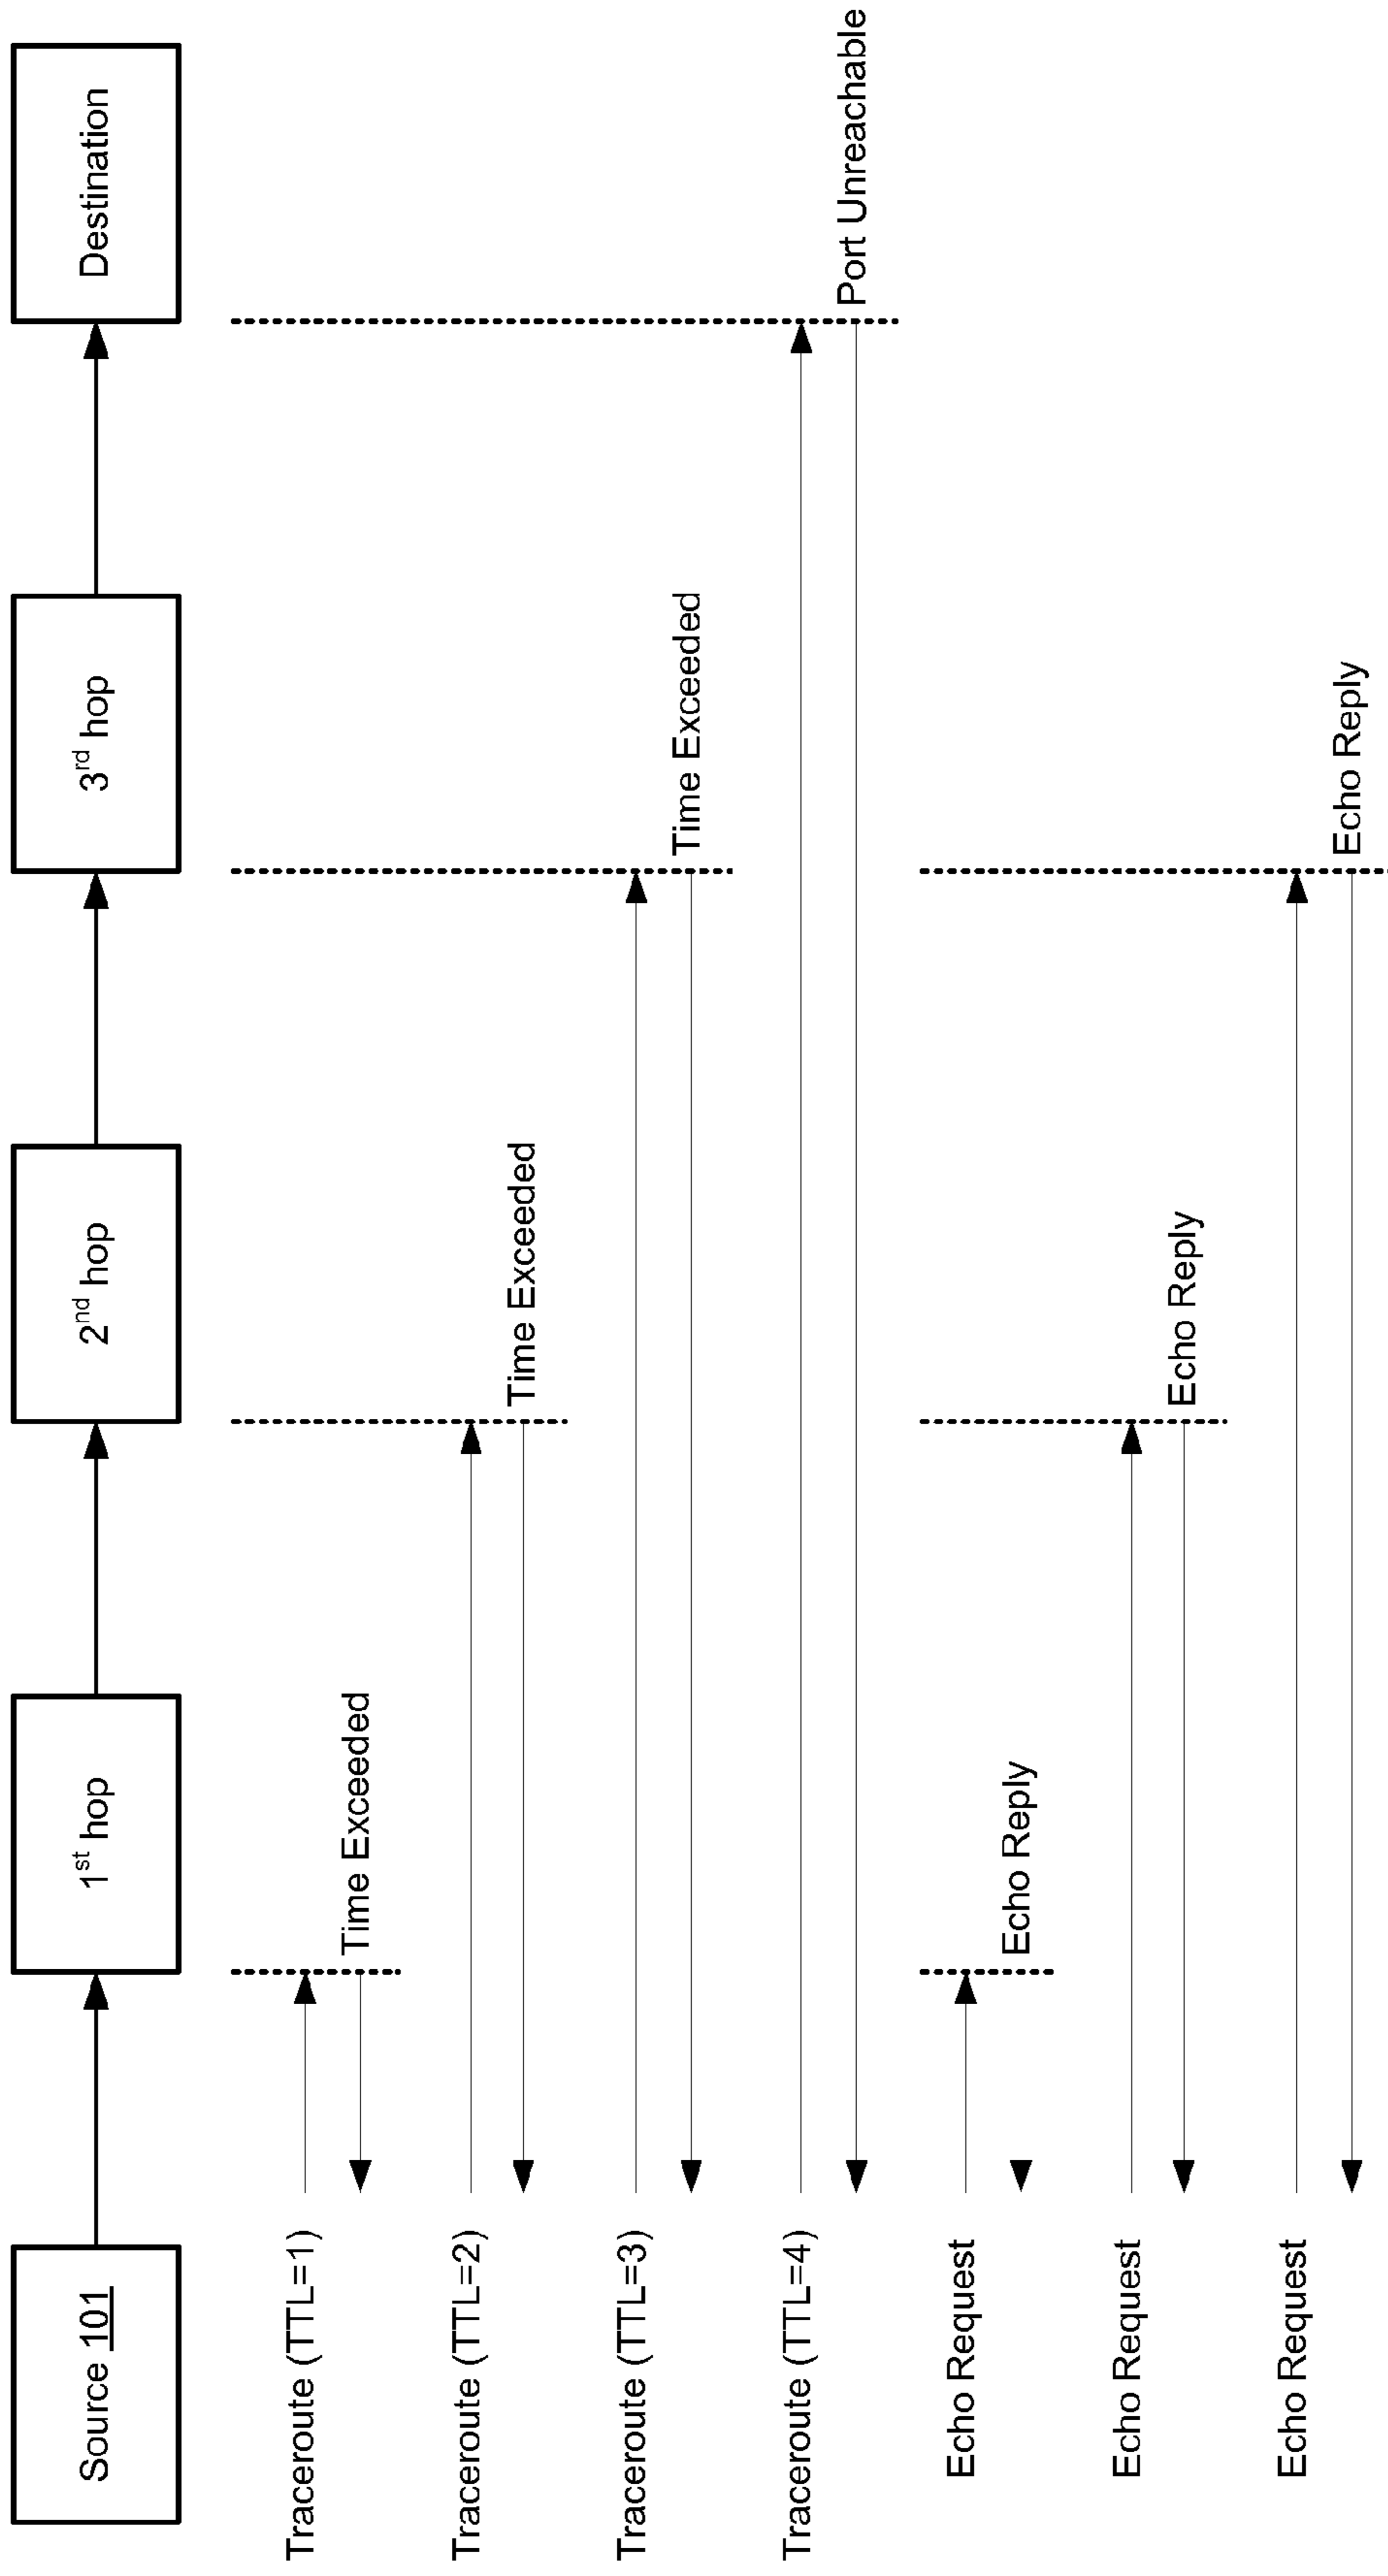 Source 101
1st hop
2nd hop
3rd hop
Destination
Traceroute (TTL=1)
Time Exceeded
Traceroute (TTL=2)
Time Exceeded
Traceroute (TTL=3)
Time Exceeded
Traceroute (TTL=4)
Port Unreachable
Echo Request
Echo Reply
Echo Request
Echo Reply
Echo Request
Echo Reply